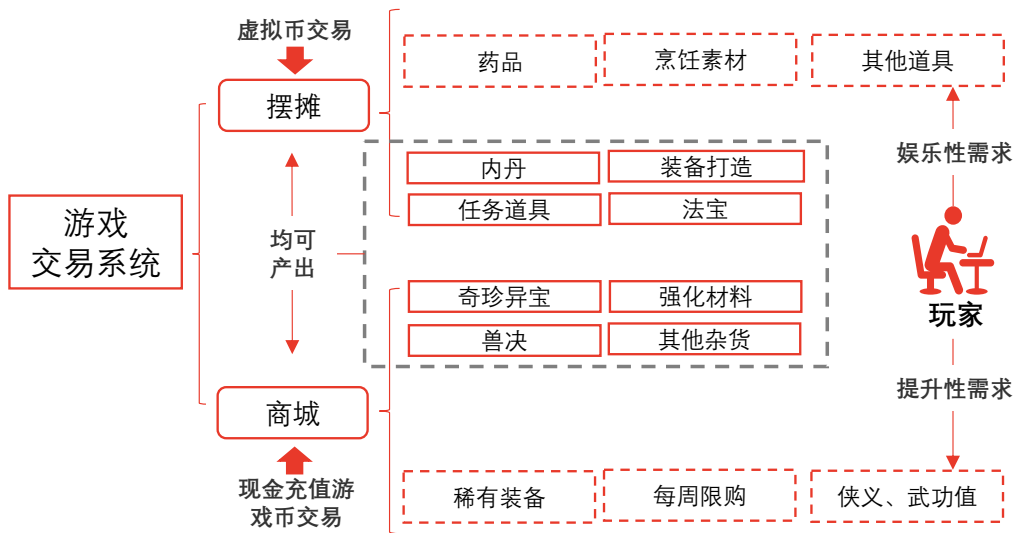 虚拟币交易
摆摊
药品
烹饪素材
其他道具
娱乐性需求
内丹
装备打造
任务道具
法宝
游戏
交易系统
均可
产出
奇珍异宝
强化材料
兽决
其他杂货
玩家
提升性需求
商城
现金充值游
戏币交易
稀有装备
每周限购
侠义、武功值